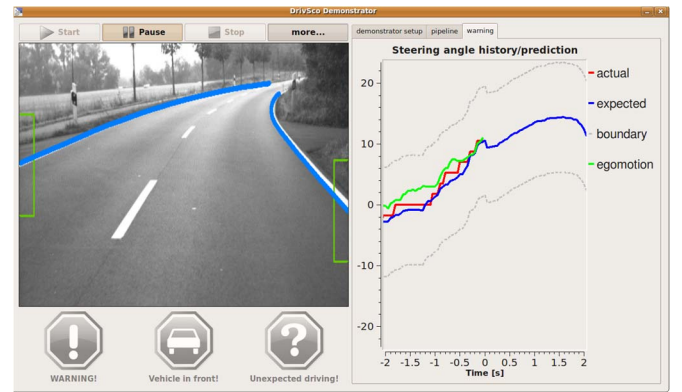 DrivSco Demonstrator
Start
Pause
Stop
more...
demonstrator setup
pipeline
warning
Steering angle history/prediction
20
10
0
-10
-20
-2
-1.5
-1
-0.5
0
0.5
1
1.5
2
Time [s]
actual
expected
boundary
egomotion
WARNING!
Vehicle in front!
Unexpected driving!